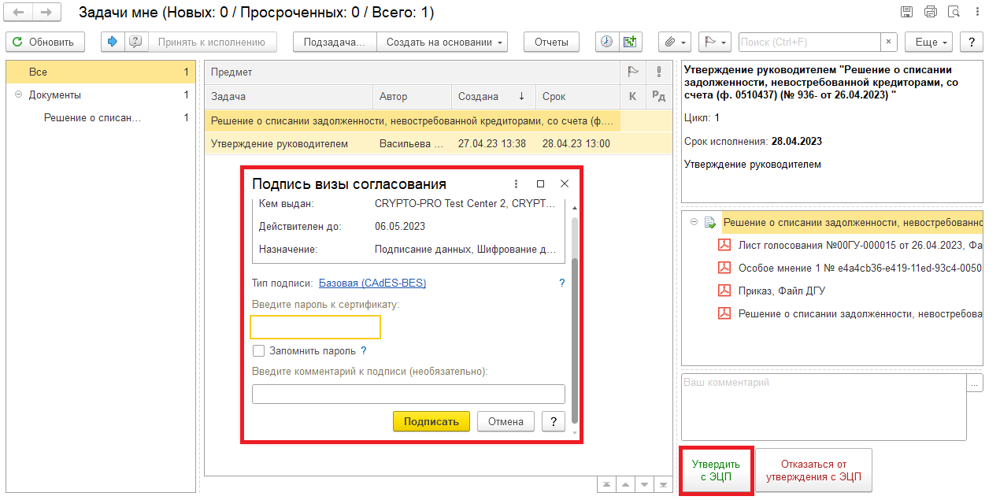 Задачи мне (Новых: 0 / Просроченных: 0 / Всего: 1)
Обновить
Принять к исполнению
Подзадача...
Создать на основании
Отчеты
Поиск (Ctrl+F)
×
Еще
?
Все 1
Документы 1
Решение о списан... 1
Предмет
Задача Автор Создана ↓ Срок К Рд
Решение о списании задолженности, невостребованной кредиторами, со счета (ф....
Утверждение руководителем Васильева ... 27.04.23 13:38 28.04.23 13:00
Подпись визы согласования
Кем выдан: CRYPTO-PRO Test Center 2, CRYPT...
Действителен до: 06.05.2023
Назначение: Подписание данных, Шифрование д...
Тип подписи: Базовая (CAdES-BES) ?
Введите пароль к сертификату:
Запомнить пароль ?
Введите комментарий к подписи (необязательно):
Подписать
Отмена
?
Утверждение руководителем "Решение о списании
задолженности, невостребованной кредиторами, со
счета (ф. 0510437) (№ 936- от 26.04.2023) "
Цикл: 1
Срок исполнения: 28.04.2023
Утверждение руководителем
Решение о списании задолженности, невостребованно
Лист голосования №00ГУ-000015 от 26.04.2023, Фа
Особое мнение 1 № e4a4cb36-e419-11ed-93c4-0050
Приказ, Файл ДГУ
Решение о списании задолженности, невостребова
Ваш комментарий
...
Утвердить
с ЭЦП
Отказаться от
утверждения с ЭЦП